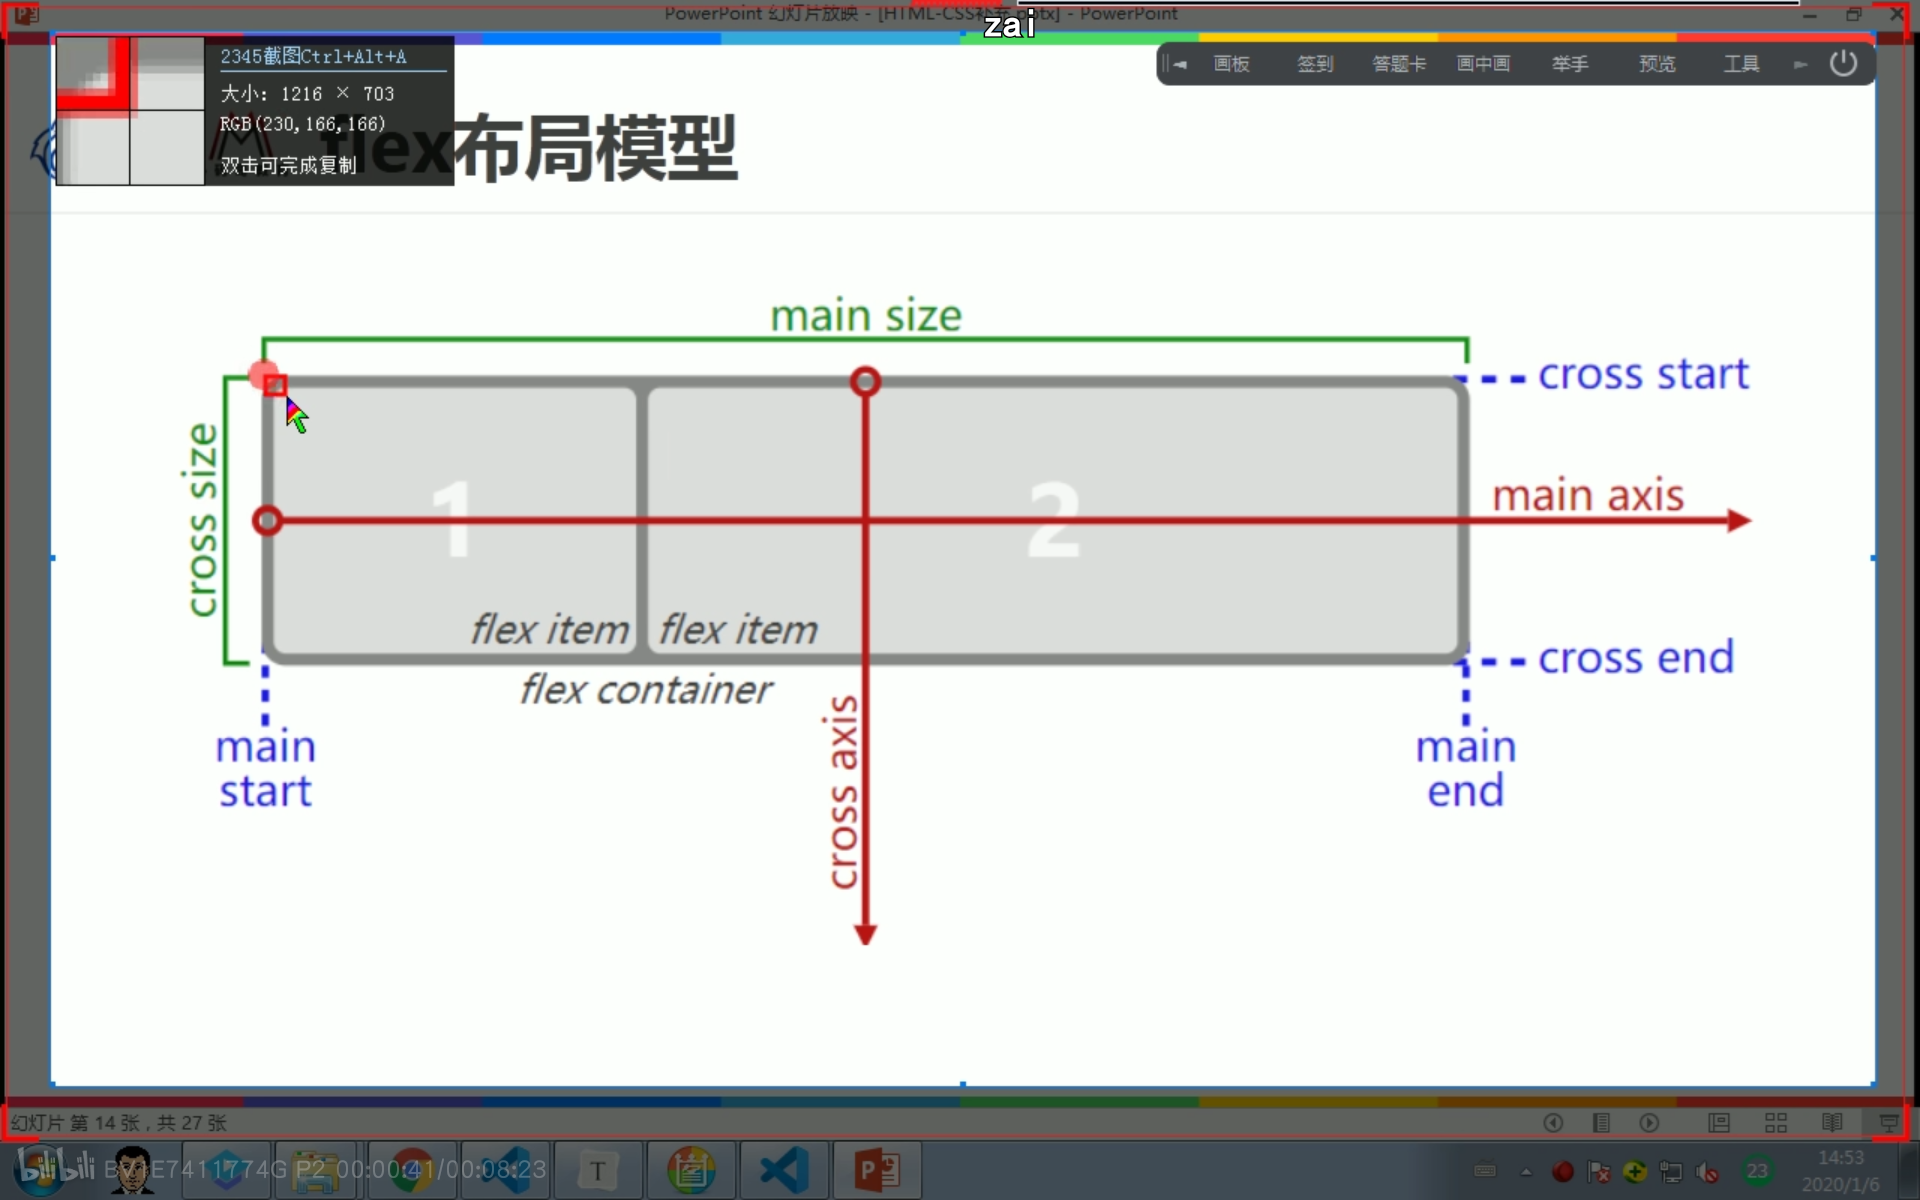 PowerPoint 幻灯片放映 - [HTML-CSS补充.pptx] - PowerPoint
zai
2345截图Ctrl+Alt+A
大小: 1216 × 703
RGB(230,166,166)
双击可完成复制
画板 签到 答题卡 画中画 举手 预览 工具
flex布局模型
main size
cross start
cross size
1
2
main axis
flex item
flex item
cross end
flex container
main
start
cross axis
main
end
幻灯片 第 14 张，共 27 张
bilibili BV1E7411774G P2 00:00:41/00:08:23
T
23
14:53
2020/1/6